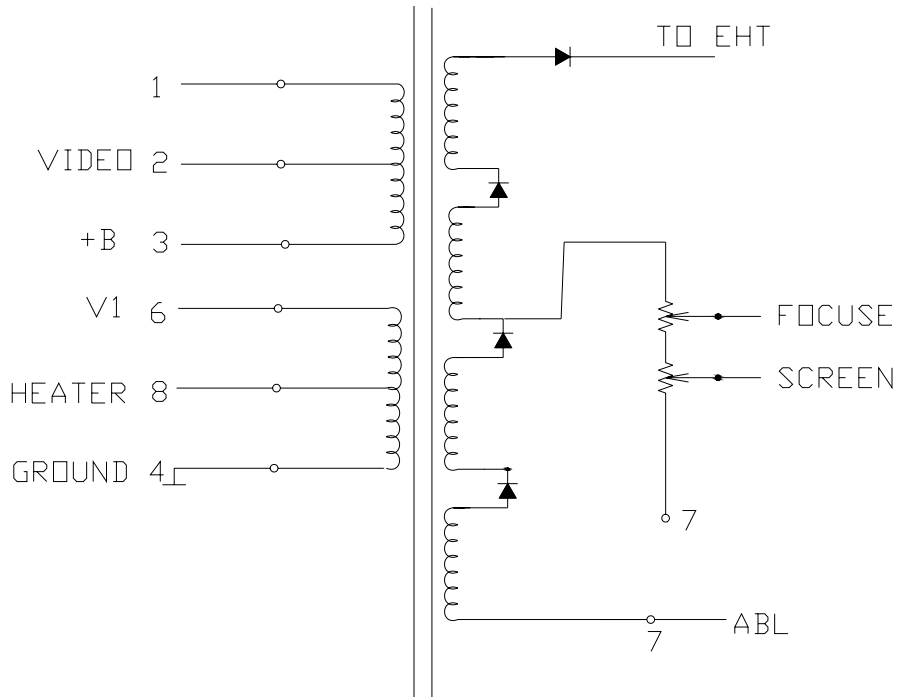 TO EHT
1
VIDEO 2
+B 3
V1 6
FOCUSE
SCREEN
HEATER 8
GROUND 4
7
ABL
7